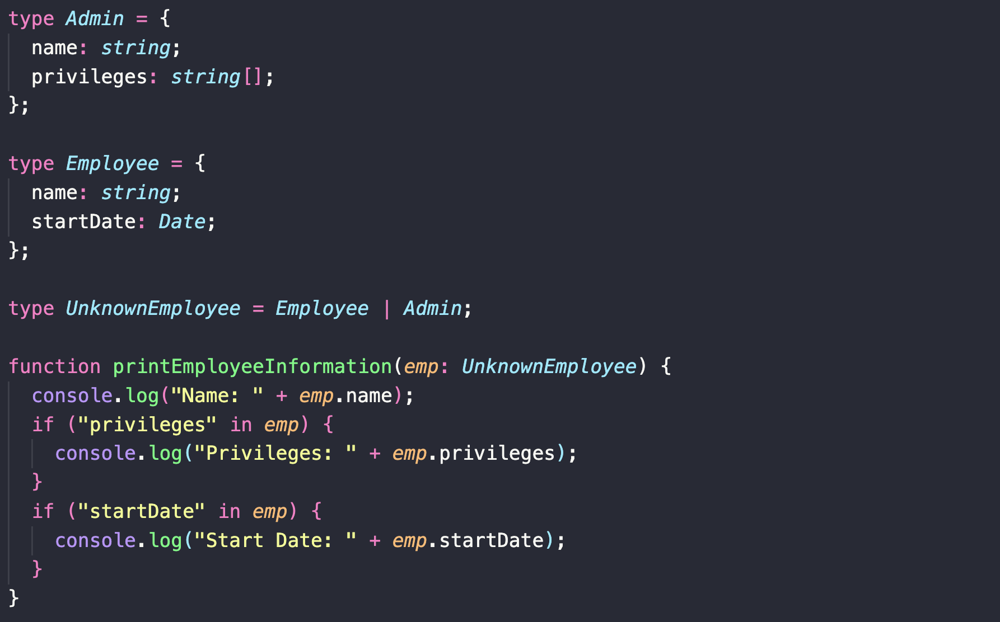 type Admin = {
  name: string;
  privileges: string[];
};

type Employee = {
  name: string;
  startDate: Date;
};

type UnknownEmployee = Employee | Admin;

function printEmployeeInformation(emp: UnknownEmployee) {
  console.log("Name: " + emp.name);
  if ("privileges" in emp) {
    console.log("Privileges: " + emp.privileges);
  }
  if ("startDate" in emp) {
    console.log("Start Date: " + emp.startDate);
  }
}